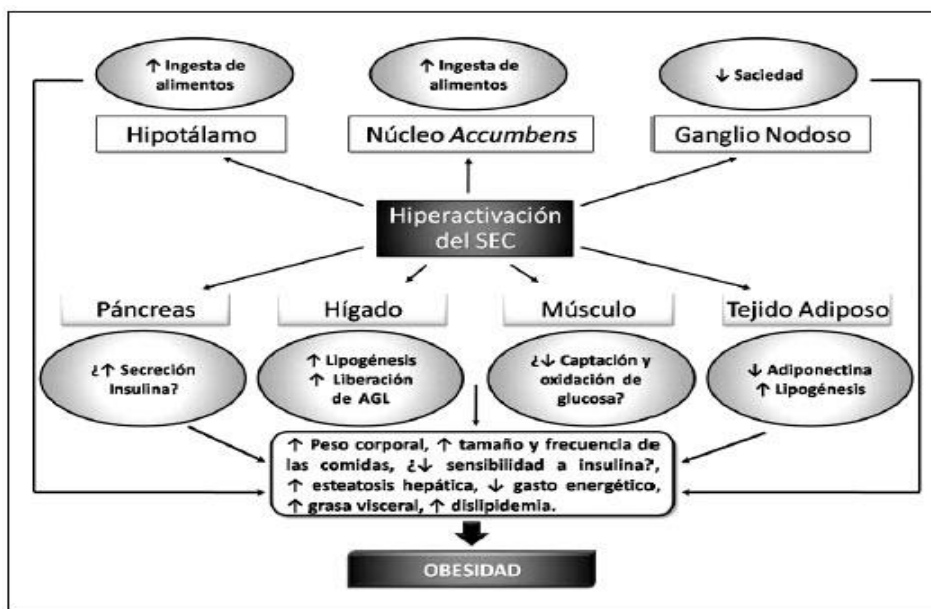 ↑ Ingesta de
alimentos
↑ Ingesta de
alimentos
↓ Saciedad
Hipotálamo
Núcleo Accumbens
Ganglio Nodoso
Hiperactivación
del SEC
Páncreas
Hígado
Músculo
Tejido Adiposo
¿↑ Secreción
Insulina?
↑ Lipogénesis
↑ Liberación
de AGL
¿↓ Captación y
oxidación de
glucosa?
↓ Adiponectina
↑ Lipogénesis
↑ Peso corporal, ↑ tamaño y frecuencia de
las comidas, ¿↓ sensibilidad a insulina?,
↑ esteatosis hepática, ↓ gasto energético,
↑ grasa visceral, ↑ dislipidemia.
OBESIDAD